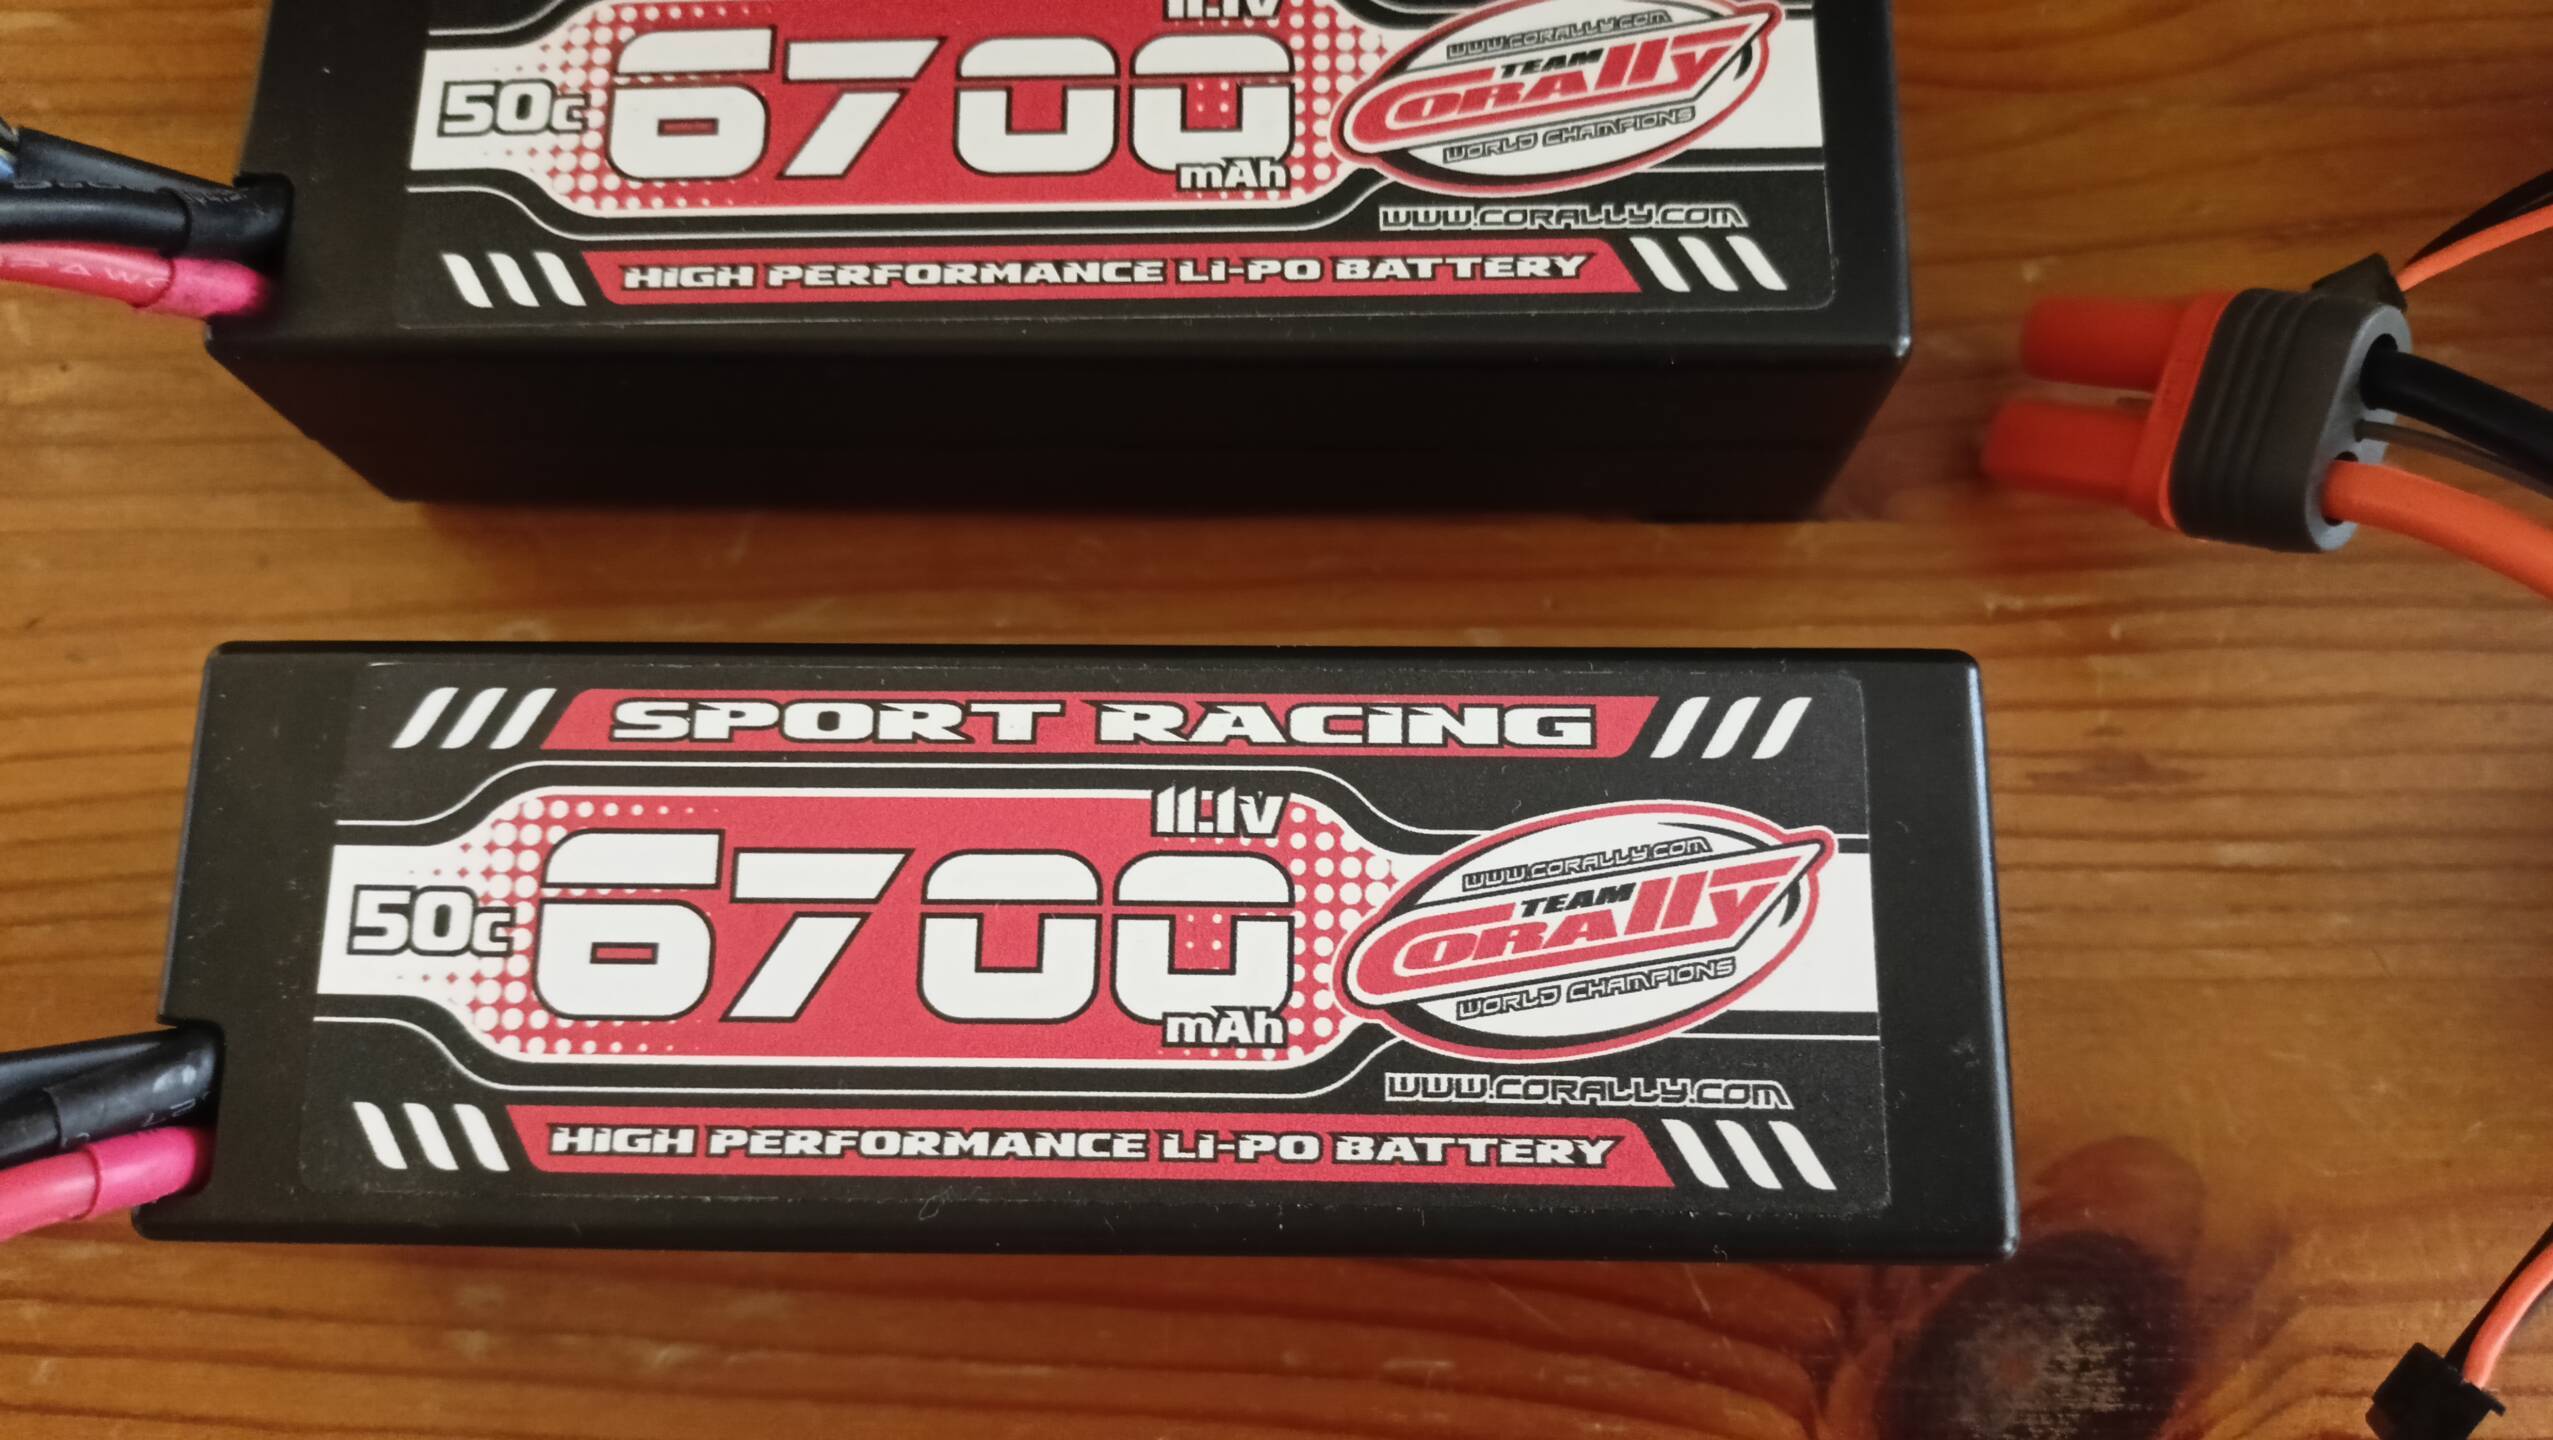 11.1v
50c
6700
mAh
WWW.CORALLY.COM
TEAM
CORAlly
WORLD CHAMPIONS
WWW.CORALLY.COM
HIGH PERFORMANCE LI-PO BATTERY
SPORT RACING
11.1v
50c
6700
mAh
WWW.CORALLY.COM
TEAM
CORAlly
WORLD CHAMPIONS
WWW.CORALLY.COM
HIGH PERFORMANCE LI-PO BATTERY